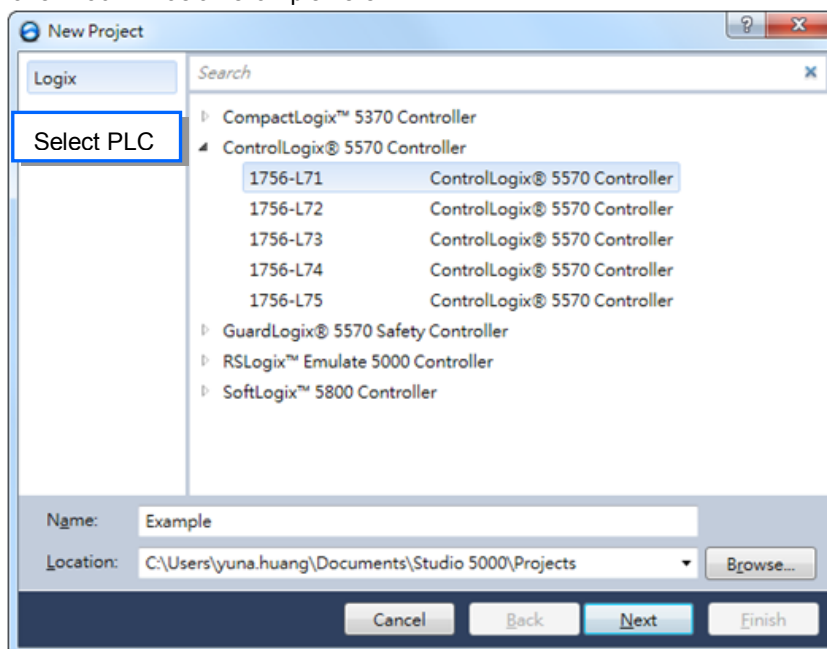 New Project
Logix
Search
Select PLC
CompactLogix™ 5370 Controller
ControlLogix® 5570 Controller
1756-L71 ControlLogix® 5570 Controller
1756-L72 ControlLogix® 5570 Controller
1756-L73 ControlLogix® 5570 Controller
1756-L74 ControlLogix® 5570 Controller
1756-L75 ControlLogix® 5570 Controller
GuardLogix® 5570 Safety Controller
RSLogix™ Emulate 5000 Controller
SoftLogix™ 5800 Controller
Name: Example
Location: C:\Users\yuna.huang\Documents\Studio 5000\Projects Browse...
Cancel Back Next Finish